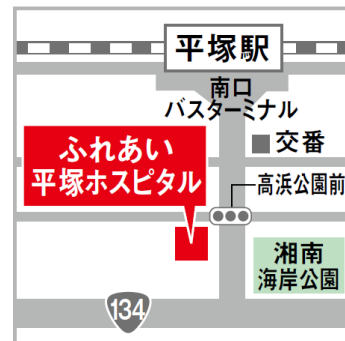 平塚駅
南口
バスターミナル
交番
ふれあい
平塚ホスピタル
高浜公園前
湘南
海岸公園
134